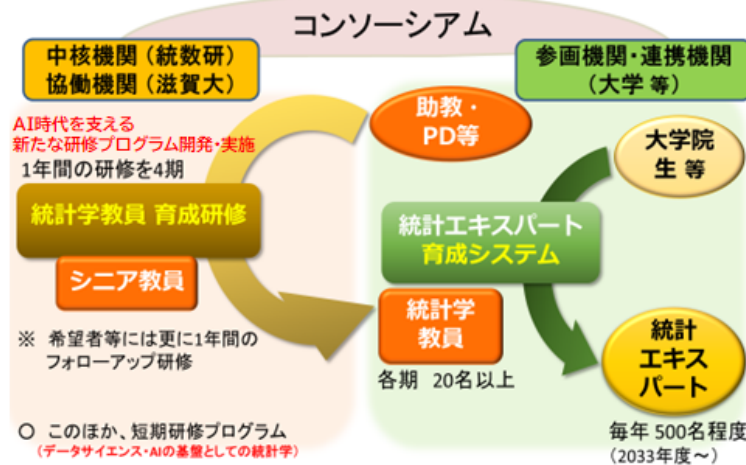 コンソーシアム
中核機関（統数研）
協働機関（滋賀大）
参画機関・連携機関
（大学 等）
AI時代を支える
新たな研修プログラム開発・実施
1年間の研修を4期
統計学教員 育成研修
シニア教員
※ 希望者等には更に1年間の
フォローアップ研修
〇 このほか、短期研修プログラム
（データサイエンス・AIの基盤としての統計学）
助教・
PD等
統計エキスパート
育成システム
統計学
教員
各期 20名以上
大学院
生 等
統計
エキス
パート
毎年 500名程度
（2033年度～）